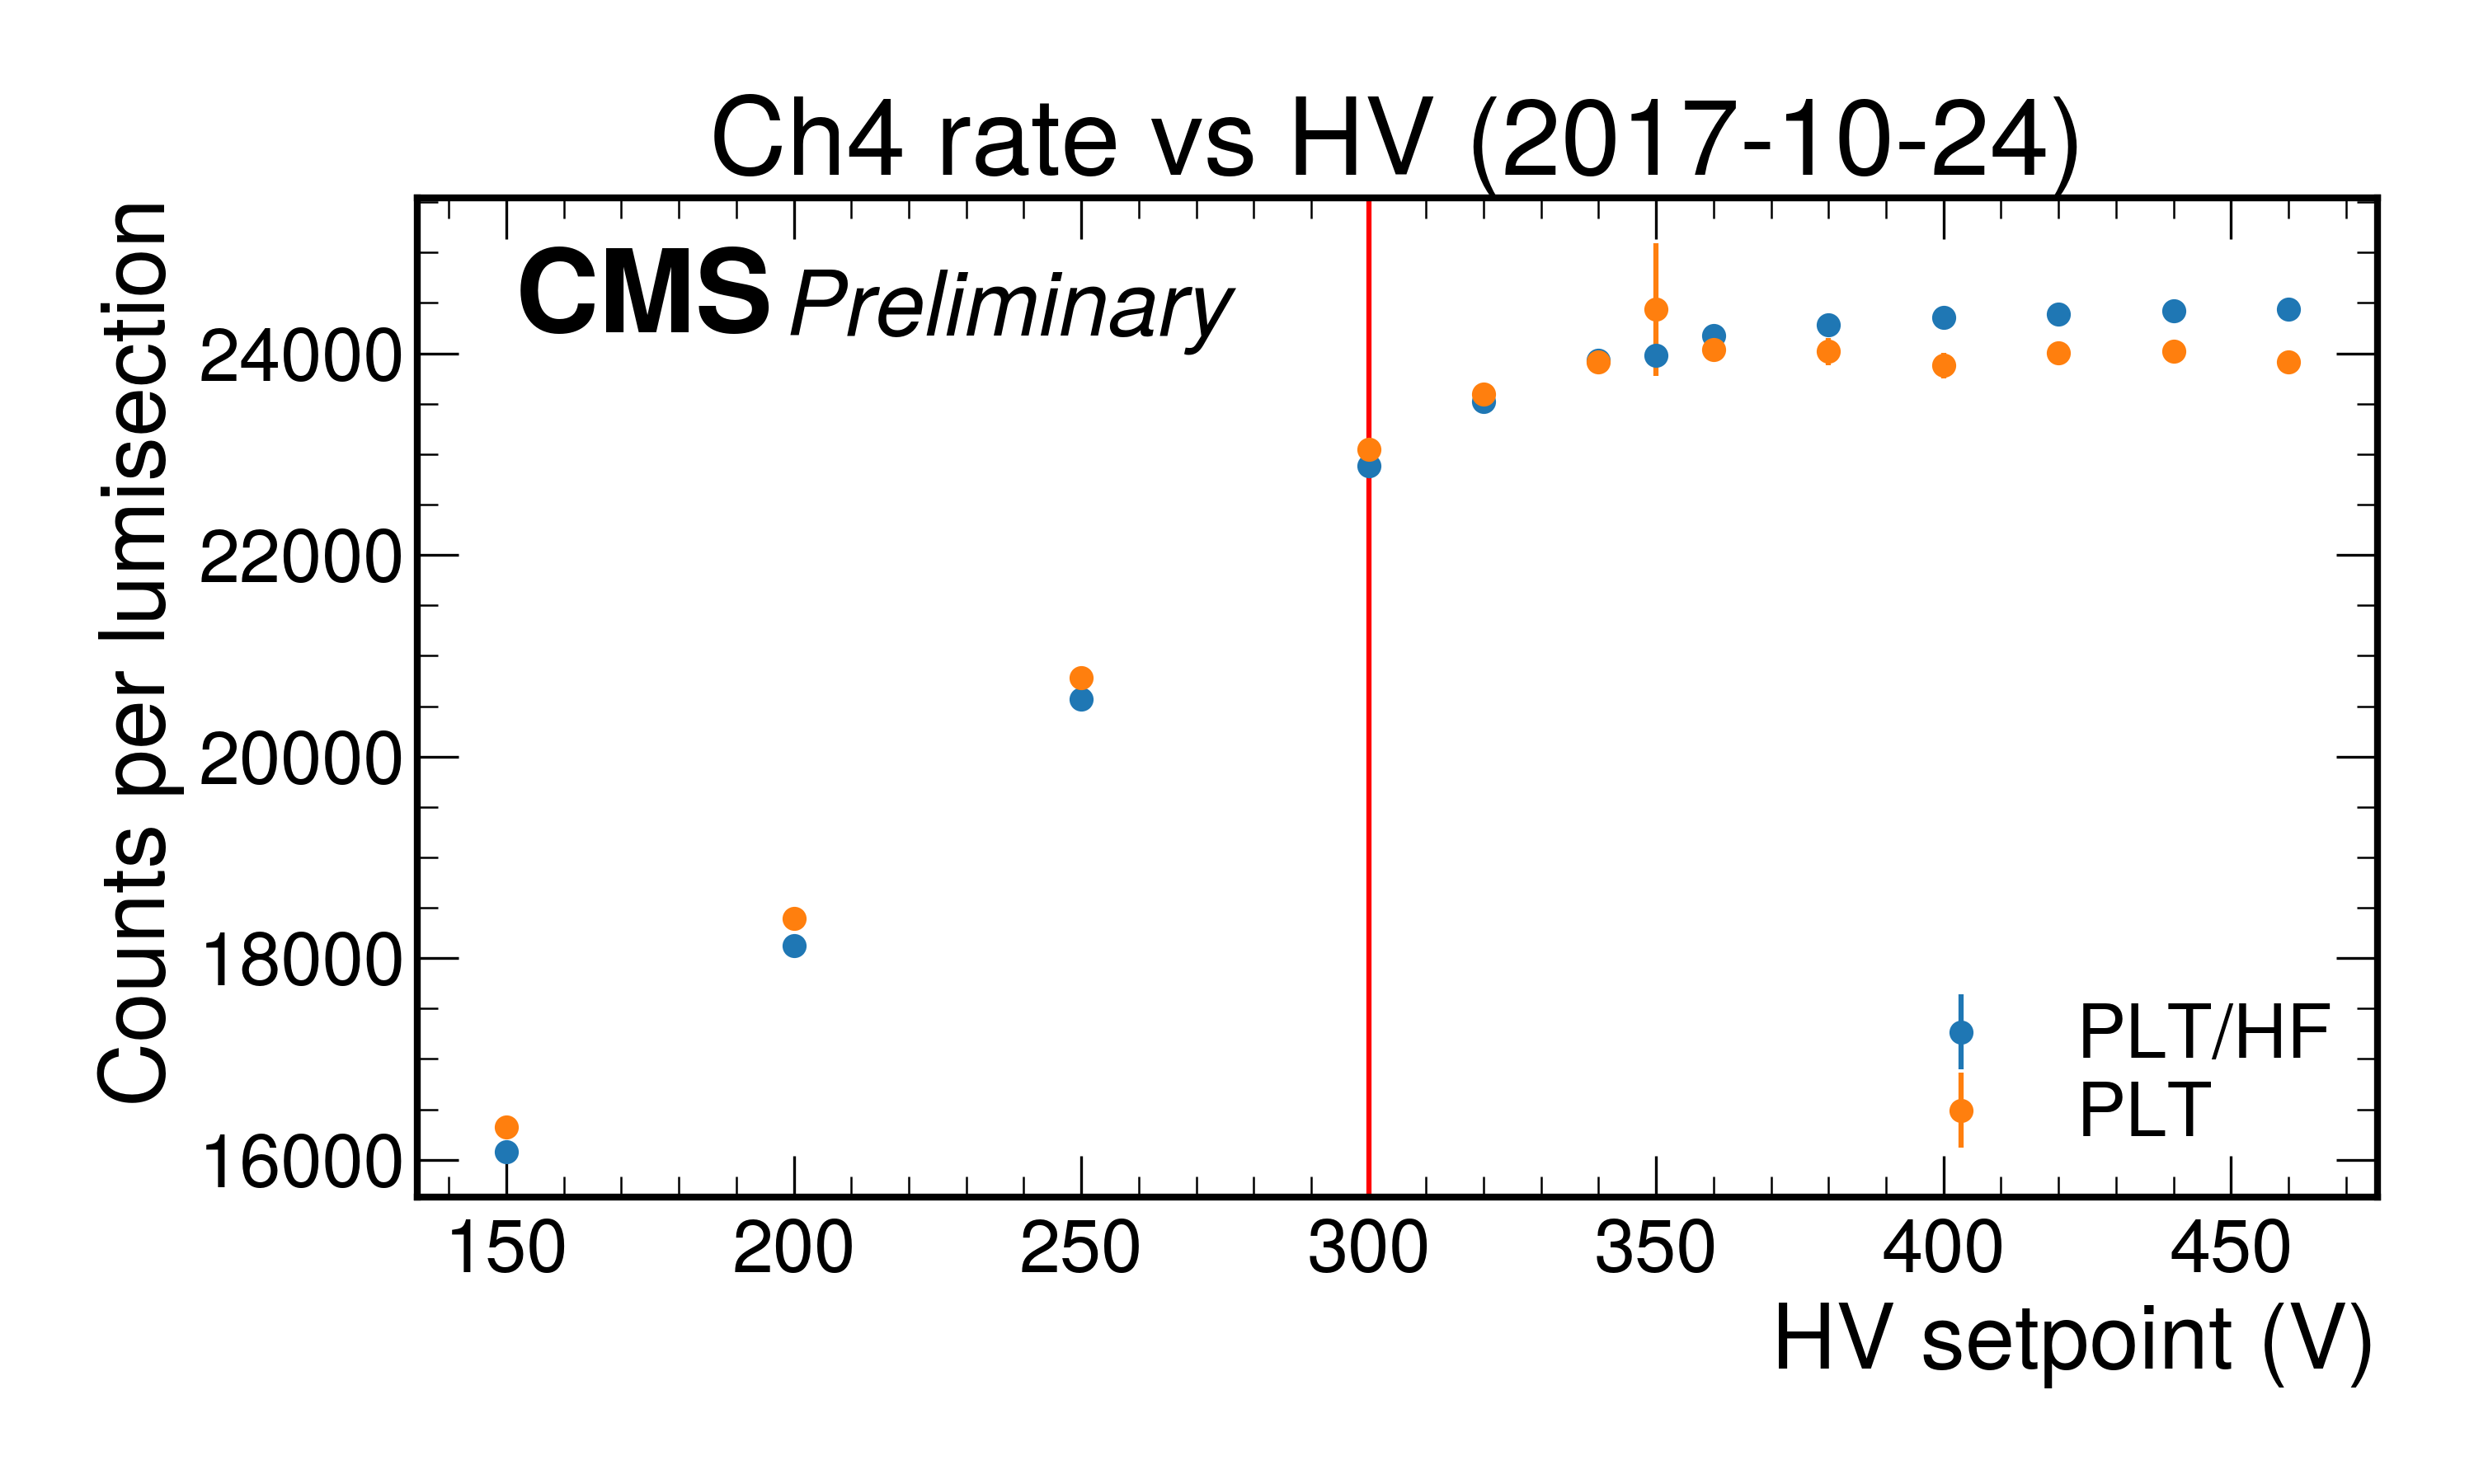 Ch4 rate vs HV (2017-10-24)
CMS Preliminary
Counts per lumisection
24000
22000
20000
18000
16000
PLT/HF
PLT
150 200 250 300 350 400 450
HV setpoint (V)